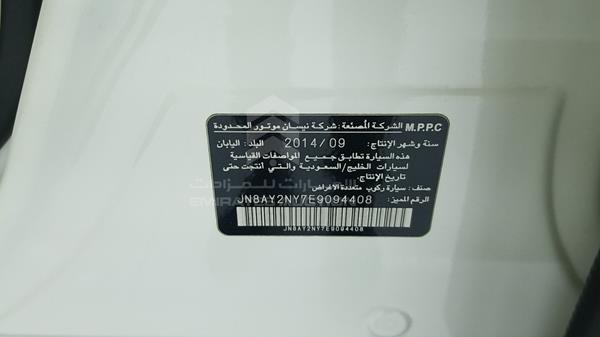 M.P.P.C الشركة المصنعة: شركة نيسان موتور المحدودة
سنة وشهر الإنتاج: 2014/09 البلد: اليابان
هذه السيارة تطابق جميع المواصفات القياسية
لسيارات الخليج/السعودية والتي أنتجت حتى
تاريخ الإنتاج.
صنف: سيارة ركوب متعددة الأغراض
الرقم المميز: JN8AY2NY7E9094408
JN8AY2NY7E9094408